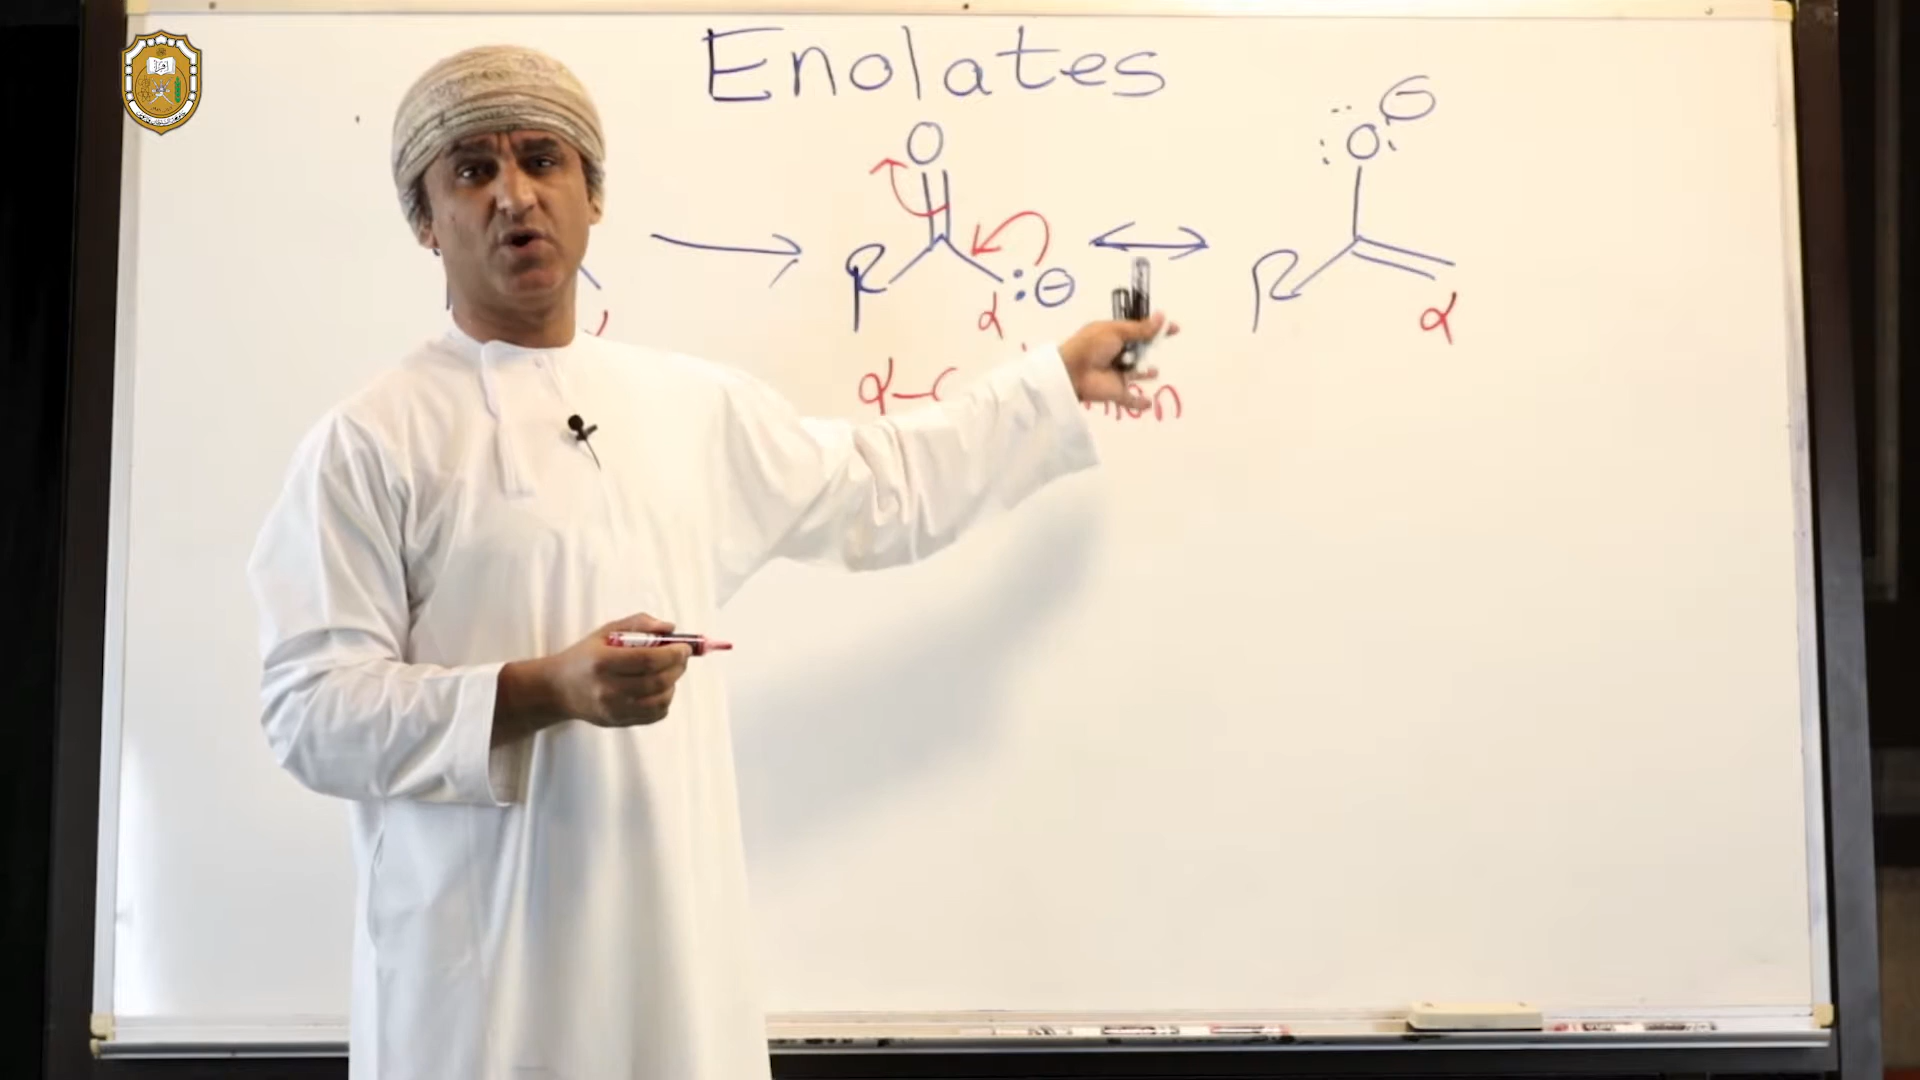 Enolates
O
:O: ⊖
R :⊖
R
α α
α-